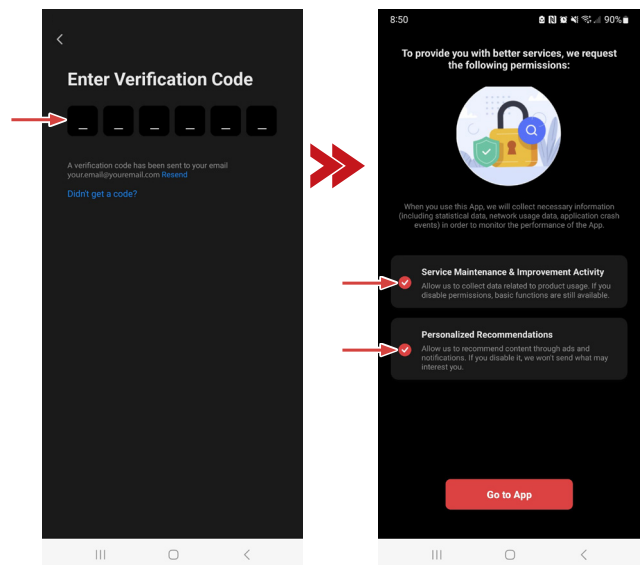 Enter Verification Code
A verification code has been sent to your email
your.email@youremail.com Resend
Didn't get a code?
8:50
90%
To provide you with better services, we request
the following permissions:
When you use this App, we will collect necessary information
(including statistical data, network usage data, application crash
events) in order to monitor the performance of the App.
Service Maintenance & Improvement Activity
Allow us to collect data related to product usage. If you
disable permissions, basic functions are still available.
Personalized Recommendations
Allow us to recommend content through ads and
notifications. If you disable it, we won't send what may
interest you.
Go to App